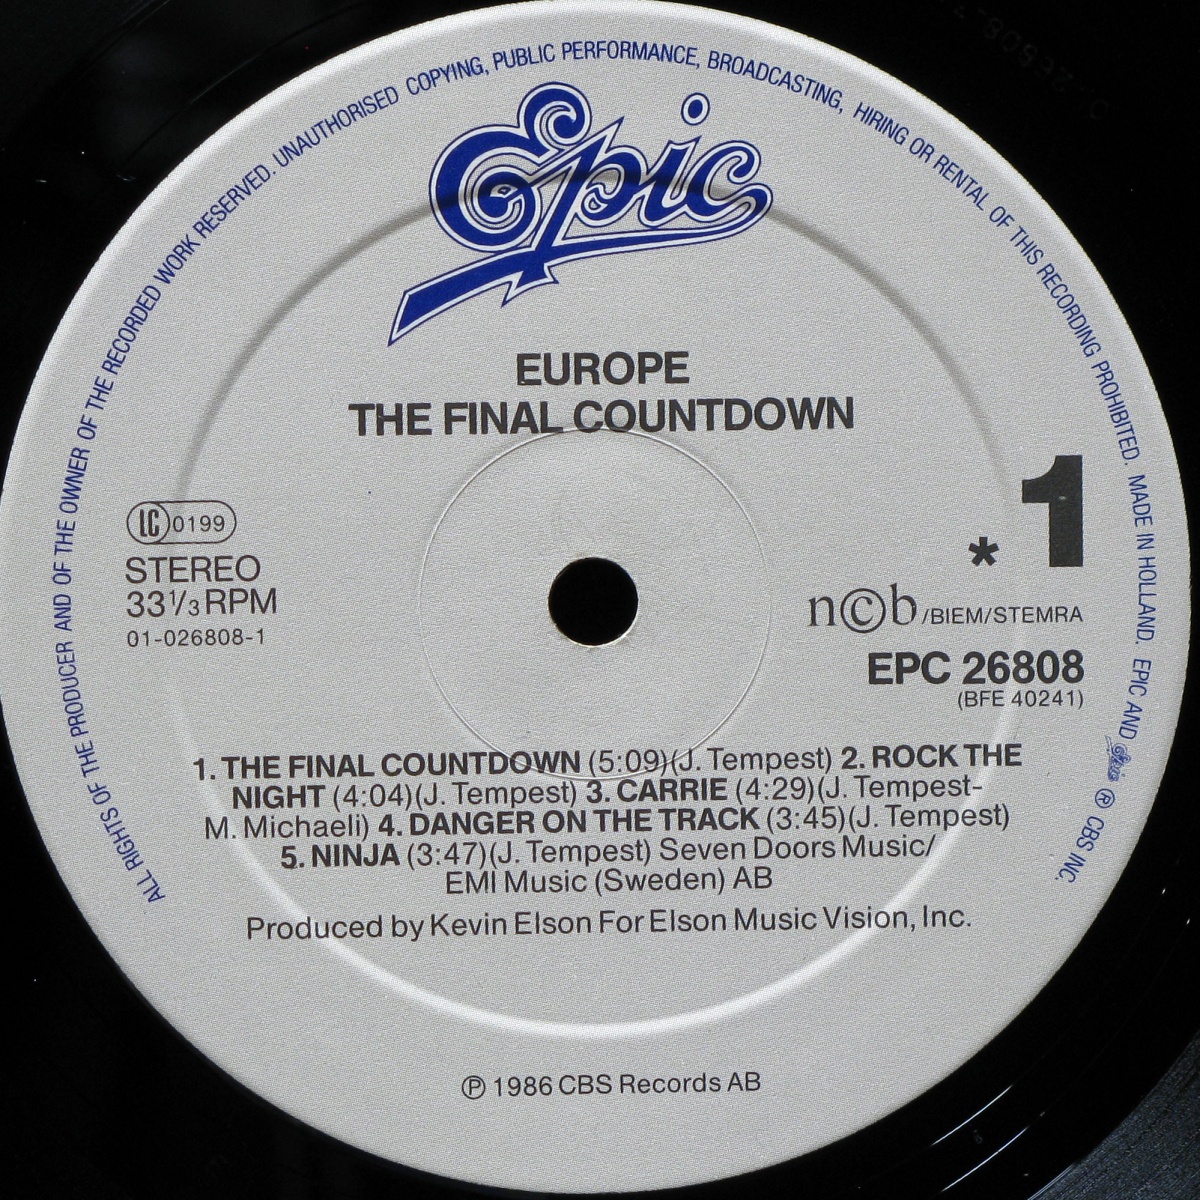 ALL RIGHTS OF THE PRODUCER AND OF THE OWNER OF THE RECORDED WORK RESERVED. UNAUTHORISED COPYING, PUBLIC PERFORMANCE, BROADCASTING, HIRING OR RENTAL OF THIS RECORDING PROHIBITED. MADE IN HOLLAND. EPIC AND Epic ® CBS INC.
Epic
EUROPE
THE FINAL COUNTDOWN
LC 0199
STEREO
33 1/3 RPM
01-026808-1
* 1
n©b/BIEM/STEMRA
EPC 26808
(BFE 40241)
1. THE FINAL COUNTDOWN (5:09)(J. Tempest) 2. ROCK THE
NIGHT (4:04)(J. Tempest) 3. CARRIE (4:29)(J. Tempest-
M. Michaeli) 4. DANGER ON THE TRACK (3:45)(J. Tempest)
5. NINJA (3:47)(J. Tempest) Seven Doors Music/
EMI Music (Sweden) AB
Produced by Kevin Elson For Elson Music Vision, Inc.
℗ 1986 CBS Records AB